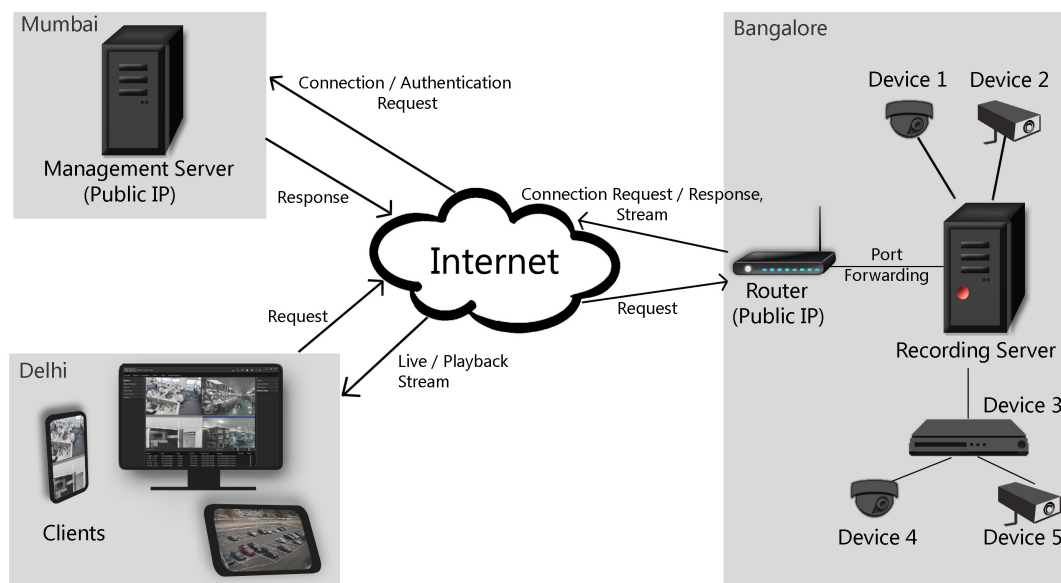 Mumbai
Management Server
(Public IP)
Connection / Authentication
Request
Response
Internet
Connection Request / Response,
Stream
Request
Request
Live / Playback
Stream
Delhi
Clients
Bangalore
Device 1
Device 2
Router
(Public IP)
Port
Forwarding
Recording Server
Device 3
Device 4
Device 5